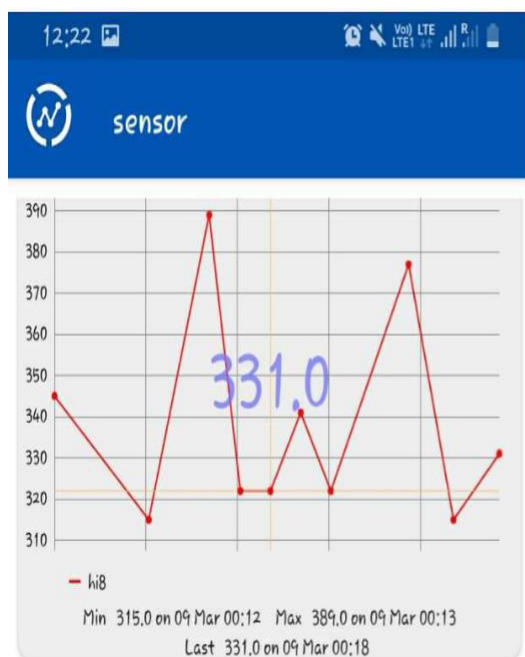 12:22
Vo) LTE R
LTE1
sensor
390
380
370
360
350
340
330
320
310
331.0
hi8
Min 315.0 on 09 Mar 00:12 Max 389.0 on 09 Mar 00:13
Last 331.0 on 09 Mar 00:18